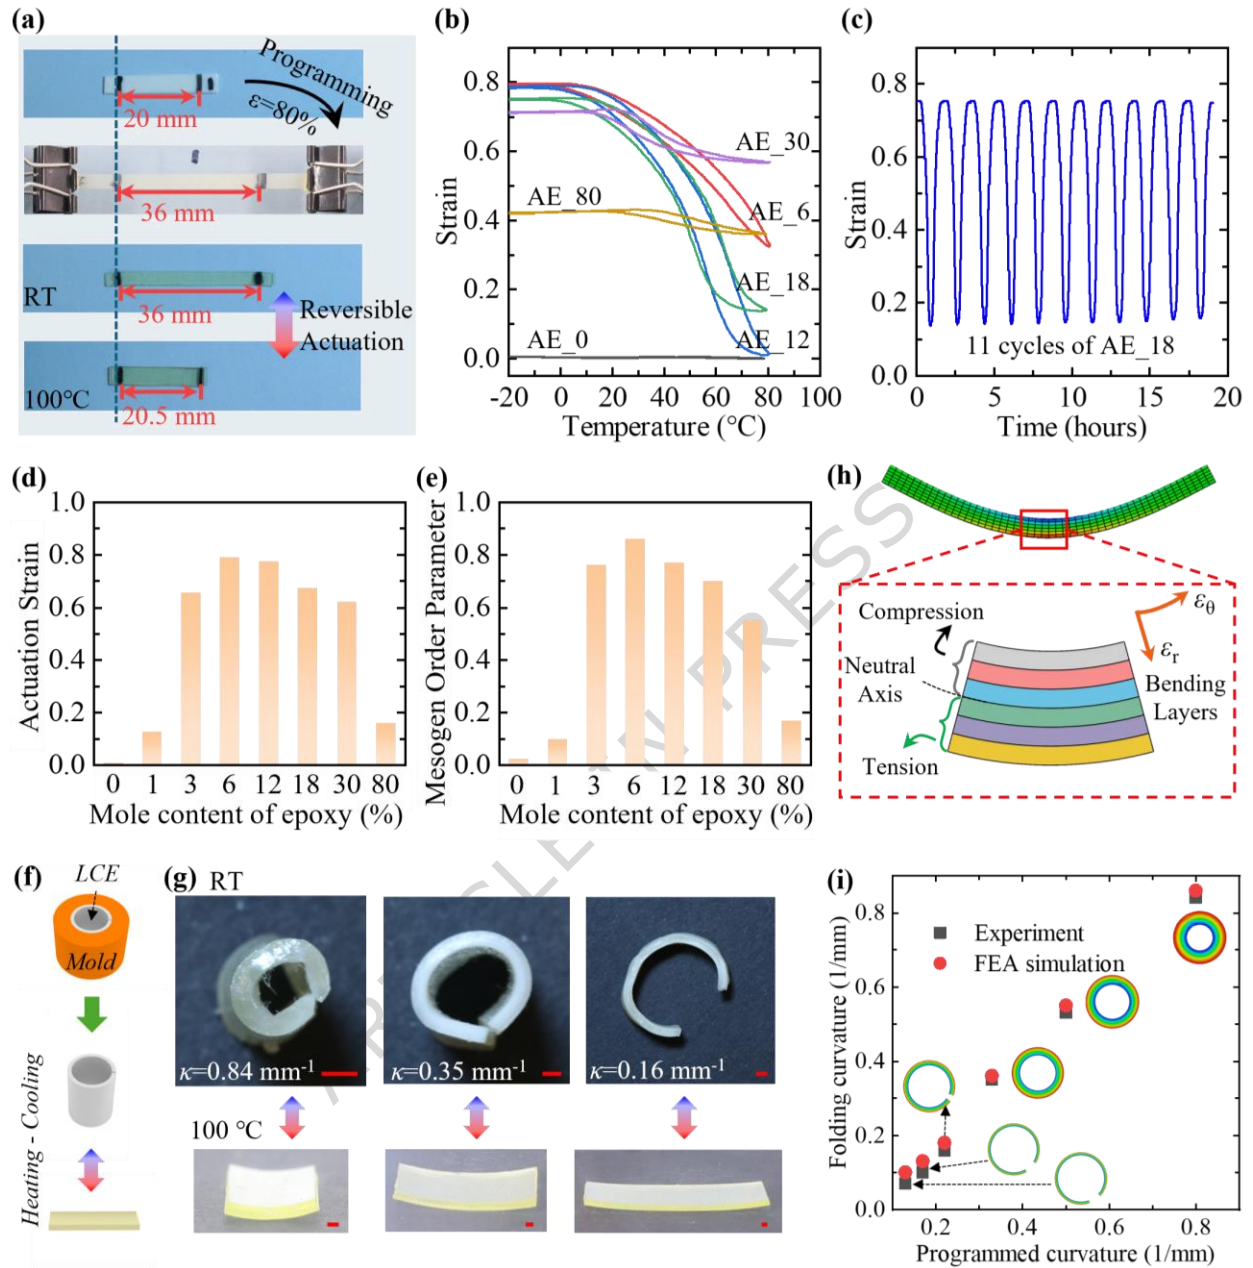 (a)
Programming
ε=80%
20 mm
36 mm
RT
36 mm
Reversible
Actuation
100°C
20.5 mm
(b)
Strain
0.8
0.6
0.4
0.2
0.0
AE_30
AE_80
AE_6
AE_18
AE_0
AE_12
-20 0 20 40 60 80 100
Temperature (°C)
(c)
Strain
0.8
0.6
0.4
0.2
0.0
11 cycles of AE_18
0 5 10 15 20
Time (hours)
(d)
Actuation Strain
1.0
0.8
0.6
0.4
0.2
0.0
0 1 3 6 12 18 30 80
Mole content of epoxy (%)
(e)
Mesogen Order Parameter
1.0
0.8
0.6
0.4
0.2
0.0
0 1 3 6 12 18 30 80
Mole content of epoxy (%)
(h)
Compression
εθ
εr
Neutral
Axis
Bending
Layers
Tension
ARTICLE IN PRESS
(f)
LCE
Mold
Heating - Cooling
(g)
RT
κ=0.84 mm-1
κ=0.35 mm-1
κ=0.16 mm-1
100 °C
(i)
Folding curvature (1/mm)
0.8
0.6
0.4
0.2
0.0
Experiment
FEA simulation
0.2 0.4 0.6 0.8
Programmed curvature (1/mm)